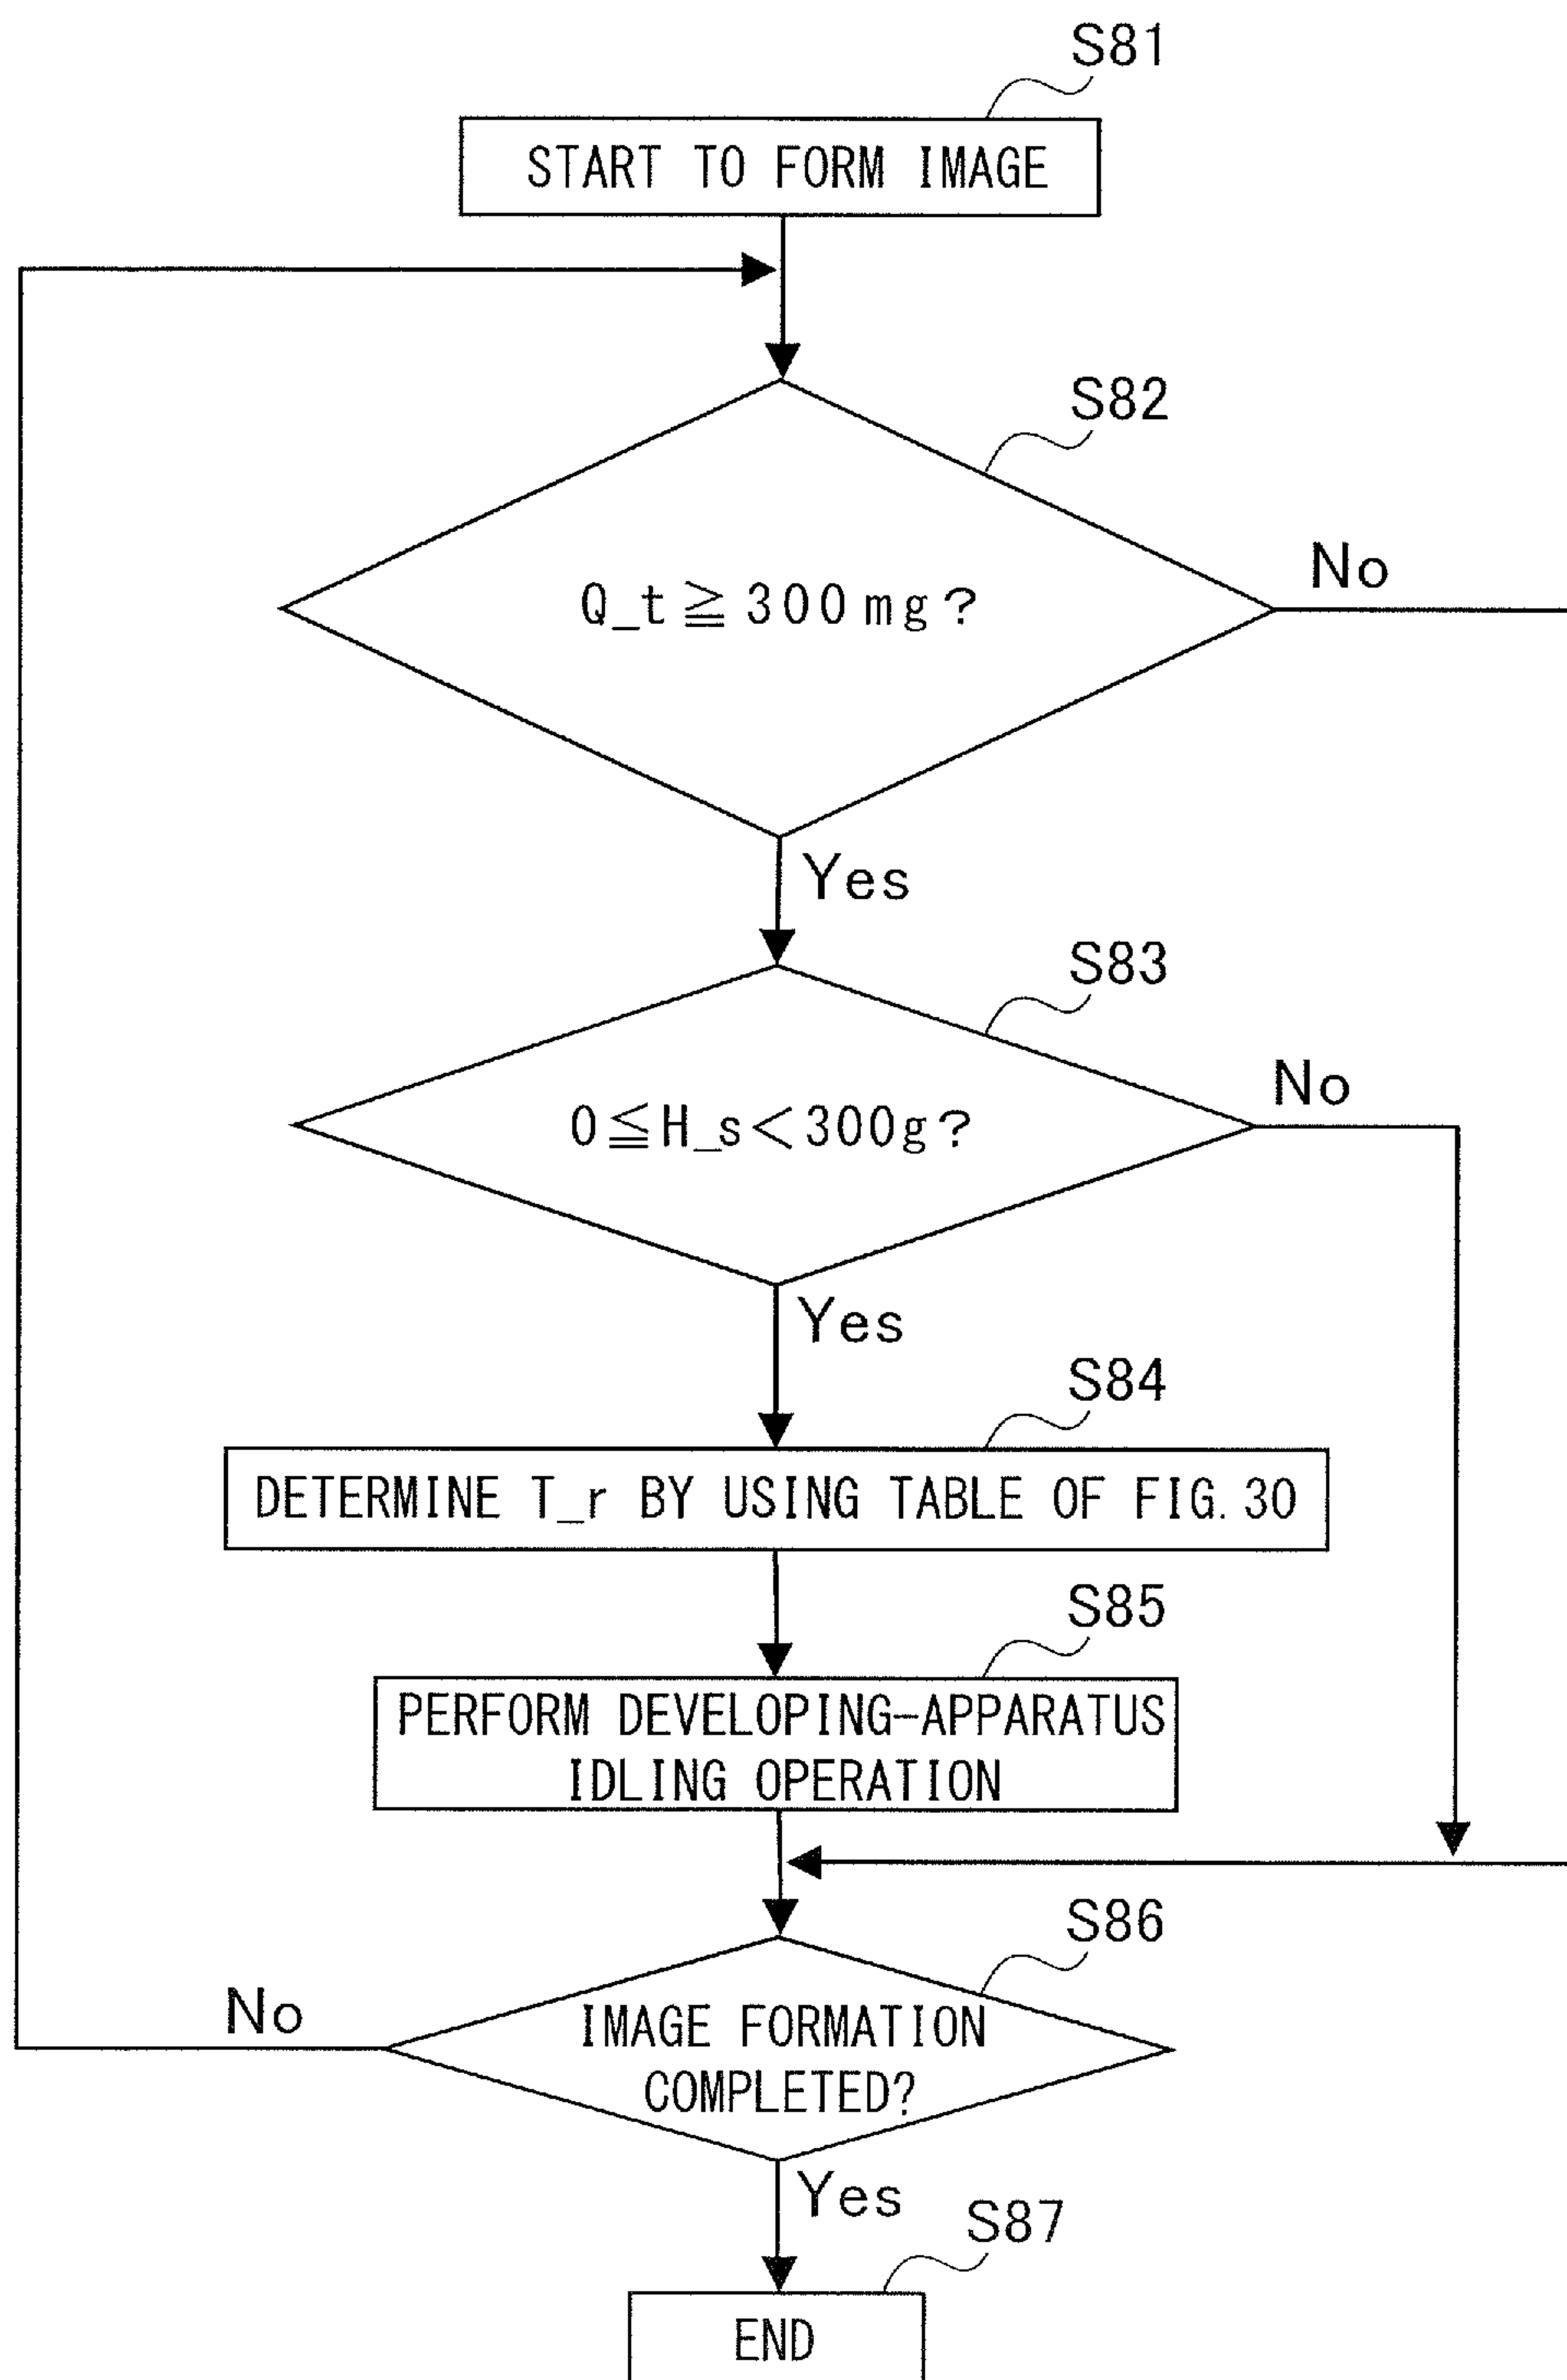 S81
START TO FORM IMAGE
S82
Q_t≧300mg?
No
Yes
S83
0≦H_s<300g?
No
Yes
S84
DETERMINE T_r BY USING TABLE OF FIG.30
S85
PERFORM DEVELOPING-APPARATUS
IDLING OPERATION
S86
IMAGE FORMATION
COMPLETED?
No
Yes
S87
END